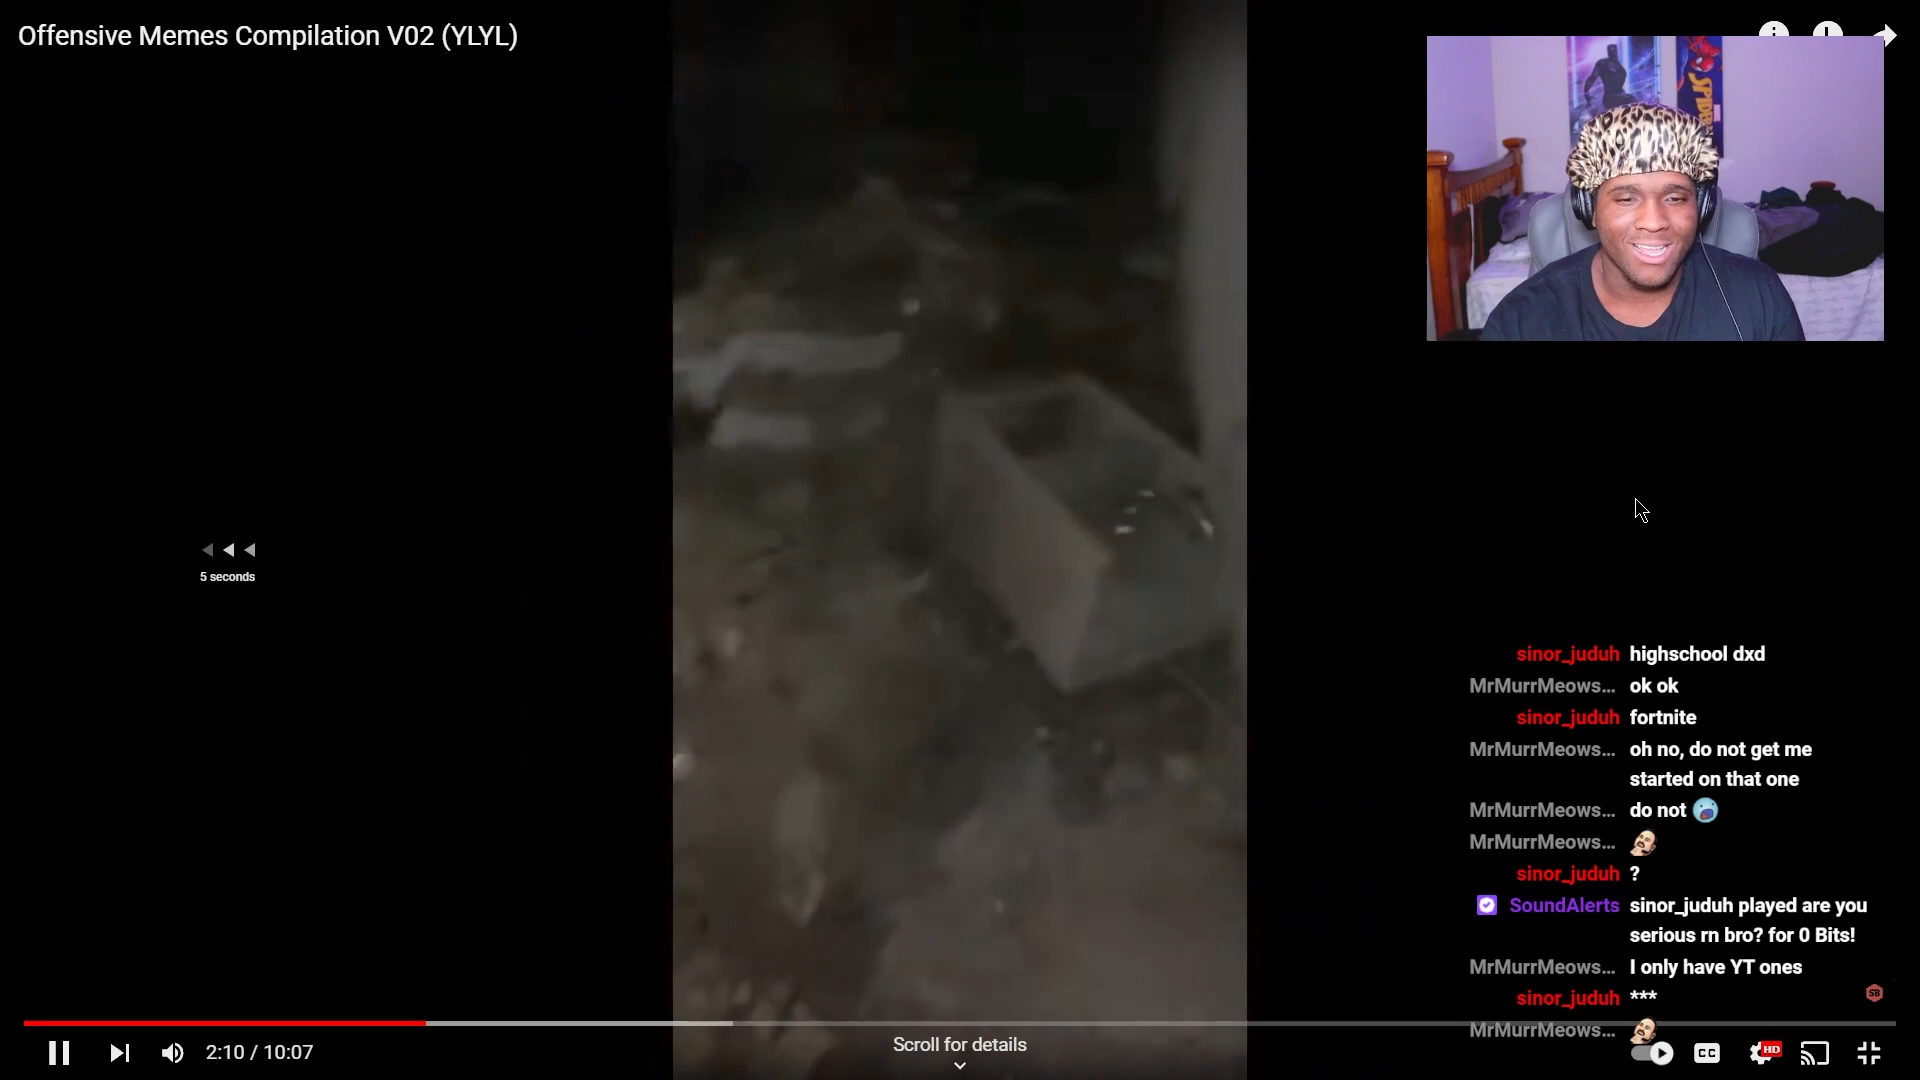 Offensive Memes Compilation V02 (YLYL)
SPIDER
5 seconds
sinor_juduh highschool dxd
MrMurrMeows... ok ok
sinor_juduh fortnite
MrMurrMeows... oh no, do not get me
started on that one
MrMurrMeows... do not
MrMurrMeows...
sinor_juduh ?
SoundAlerts sinor_juduh played are you
serious rn bro? for 0 Bits!
MrMurrMeows... I only have YT ones
sinor_juduh ***
SB
MrMurrMeows...
2:10 / 10:07
Scroll for details
CC
HD